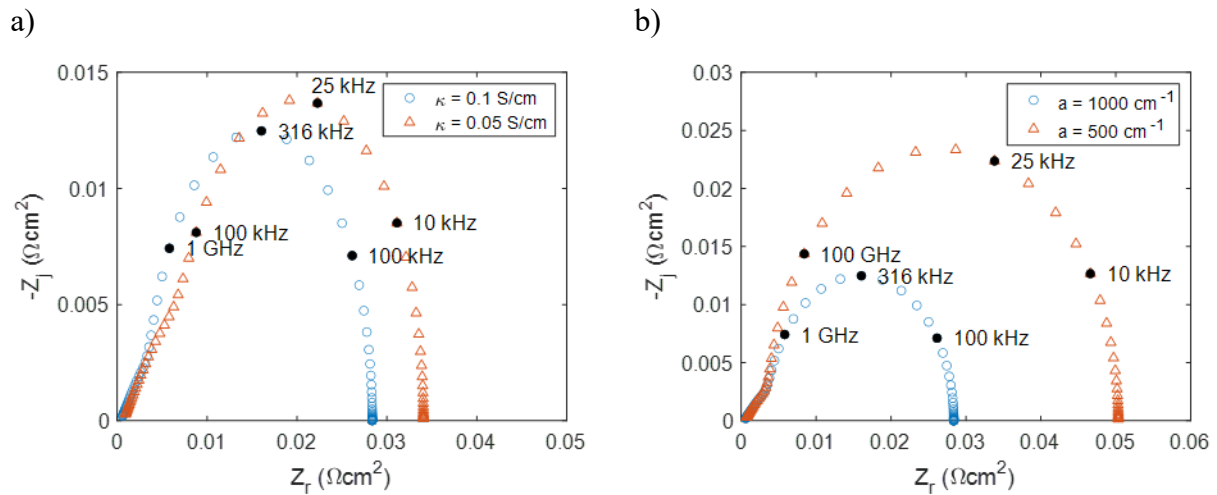 a)
0.015
0.01
0.005
0
-Z_j (Ωcm²)
κ = 0.1 S/cm
κ = 0.05 S/cm
25 kHz
316 kHz
100 kHz
1 GHz
10 kHz
100 kHz
0 0.01 0.02 0.03 0.04 0.05
Z_r (Ωcm²)
b)
0.03
0.025
0.02
0.015
0.01
0.005
0
-Z_j (Ωcm²)
a = 1000 cm⁻¹
a = 500 cm⁻¹
25 kHz
100 GHz
316 kHz
10 kHz
1 GHz
100 kHz
0 0.01 0.02 0.03 0.04 0.05 0.06
Z_r (Ωcm²)